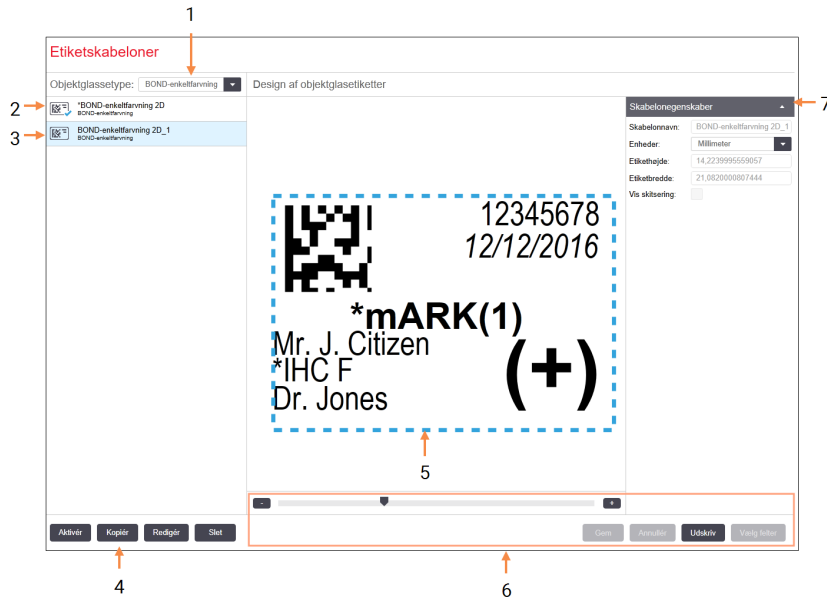 1
Etiketskabeloner
Objektglassetype: BOND-enkeltfarvning
Design af objektglasetiketter
2
*BOND-enkeltfarvning 2D
BOND-enkeltfarvning
3
BOND-enkeltfarvning 2D_1
BOND-enkeltfarvning
7
Skabelonegenskaber
Skabelonnavn: BOND-enkeltfarvning 2D_1
Enheder: Millimeter
Etikethøjde: 14,2239995559057
Etiketbredde: 21,0820000807444
Vis skitsering:
12345678
12/12/2016
*mARK(1)
Mr. J. Citizen
*IHC F
Dr. Jones
(+)
5
- +
Aktivér Kopiér Redigér Slet
Gem Annullér Udskriv Vælg felter
4
6